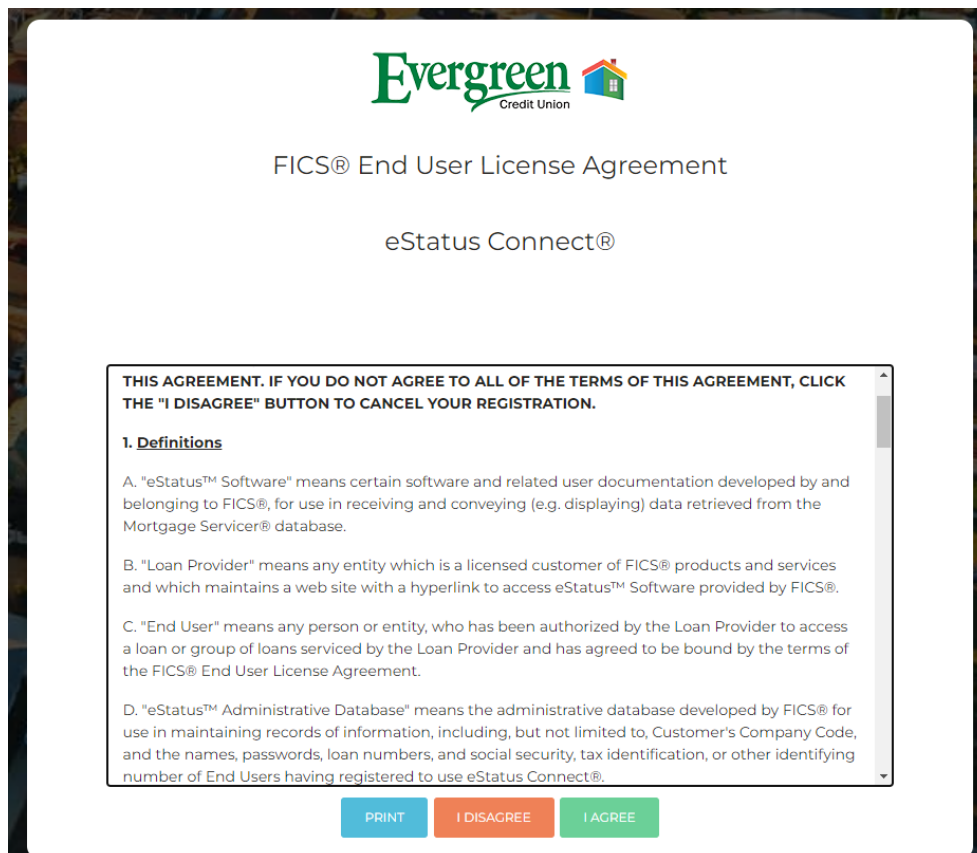 Evergreen
Credit Union
FICS® End User License Agreement
eStatus Connect®
THIS AGREEMENT. IF YOU DO NOT AGREE TO ALL OF THE TERMS OF THIS AGREEMENT, CLICK
THE "I DISAGREE" BUTTON TO CANCEL YOUR REGISTRATION.
1. Definitions
A. "eStatus™ Software" means certain software and related user documentation developed by and
belonging to FICS®, for use in receiving and conveying (e.g. displaying) data retrieved from the
Mortgage Servicer® database.
B. "Loan Provider" means any entity which is a licensed customer of FICS® products and services
and which maintains a web site with a hyperlink to access eStatus™ Software provided by FICS®.
C. "End User" means any person or entity, who has been authorized by the Loan Provider to access
a loan or group of loans serviced by the Loan Provider and has agreed to be bound by the terms of
the FICS® End User License Agreement.
D. "eStatus™ Administrative Database" means the administrative database developed by FICS® for
use in maintaining records of information, including, but not limited to, Customer's Company Code,
and the names, passwords, loan numbers, and social security, tax identification, or other identifying
number of End Users having registered to use eStatus Connect®.
PRINT
I DISAGREE
I AGREE